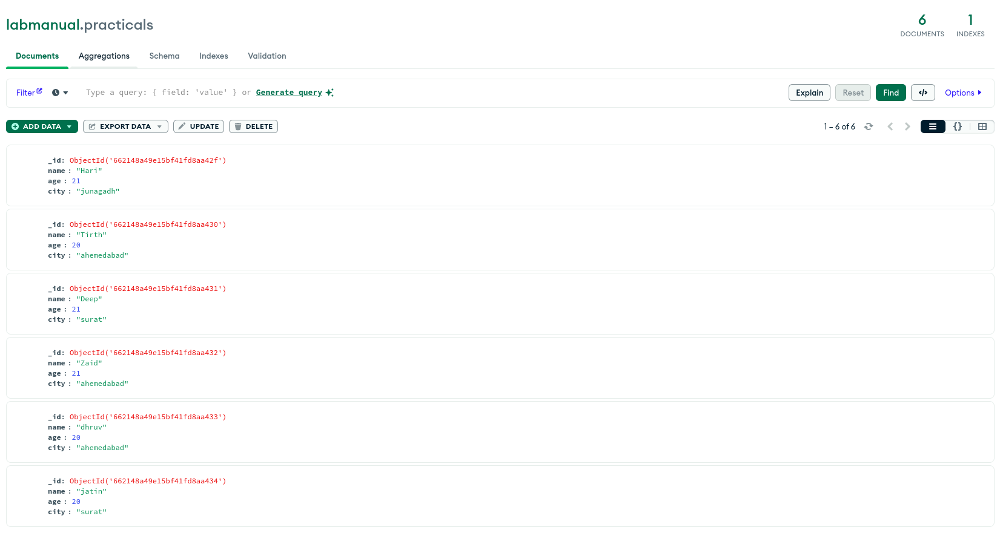 labmanual.practicals
6 1
DOCUMENTS INDEXES
Documents Aggregations Schema Indexes Validation
Filter Type a query: { field: 'value' } or Generate query Explain Reset Find </> Options
ADD DATA EXPORT DATA UPDATE DELETE 1 – 6 of 6 {}
_id: ObjectId('662148a49e15bf41fd8aa42f')
name : "Hari"
age : 21
city : "junagadh"
_id: ObjectId('662148a49e15bf41fd8aa430')
name : "Tirth"
age : 20
city : "ahemedabad"
_id: ObjectId('662148a49e15bf41fd8aa431')
name : "Deep"
age : 21
city : "surat"
_id: ObjectId('662148a49e15bf41fd8aa432')
name : "Zaid"
age : 21
city : "ahemedabad"
_id: ObjectId('662148a49e15bf41fd8aa433')
name : "dhruv"
age : 20
city : "ahemedabad"
_id: ObjectId('662148a49e15bf41fd8aa434')
name : "jatin"
age : 20
city : "surat"